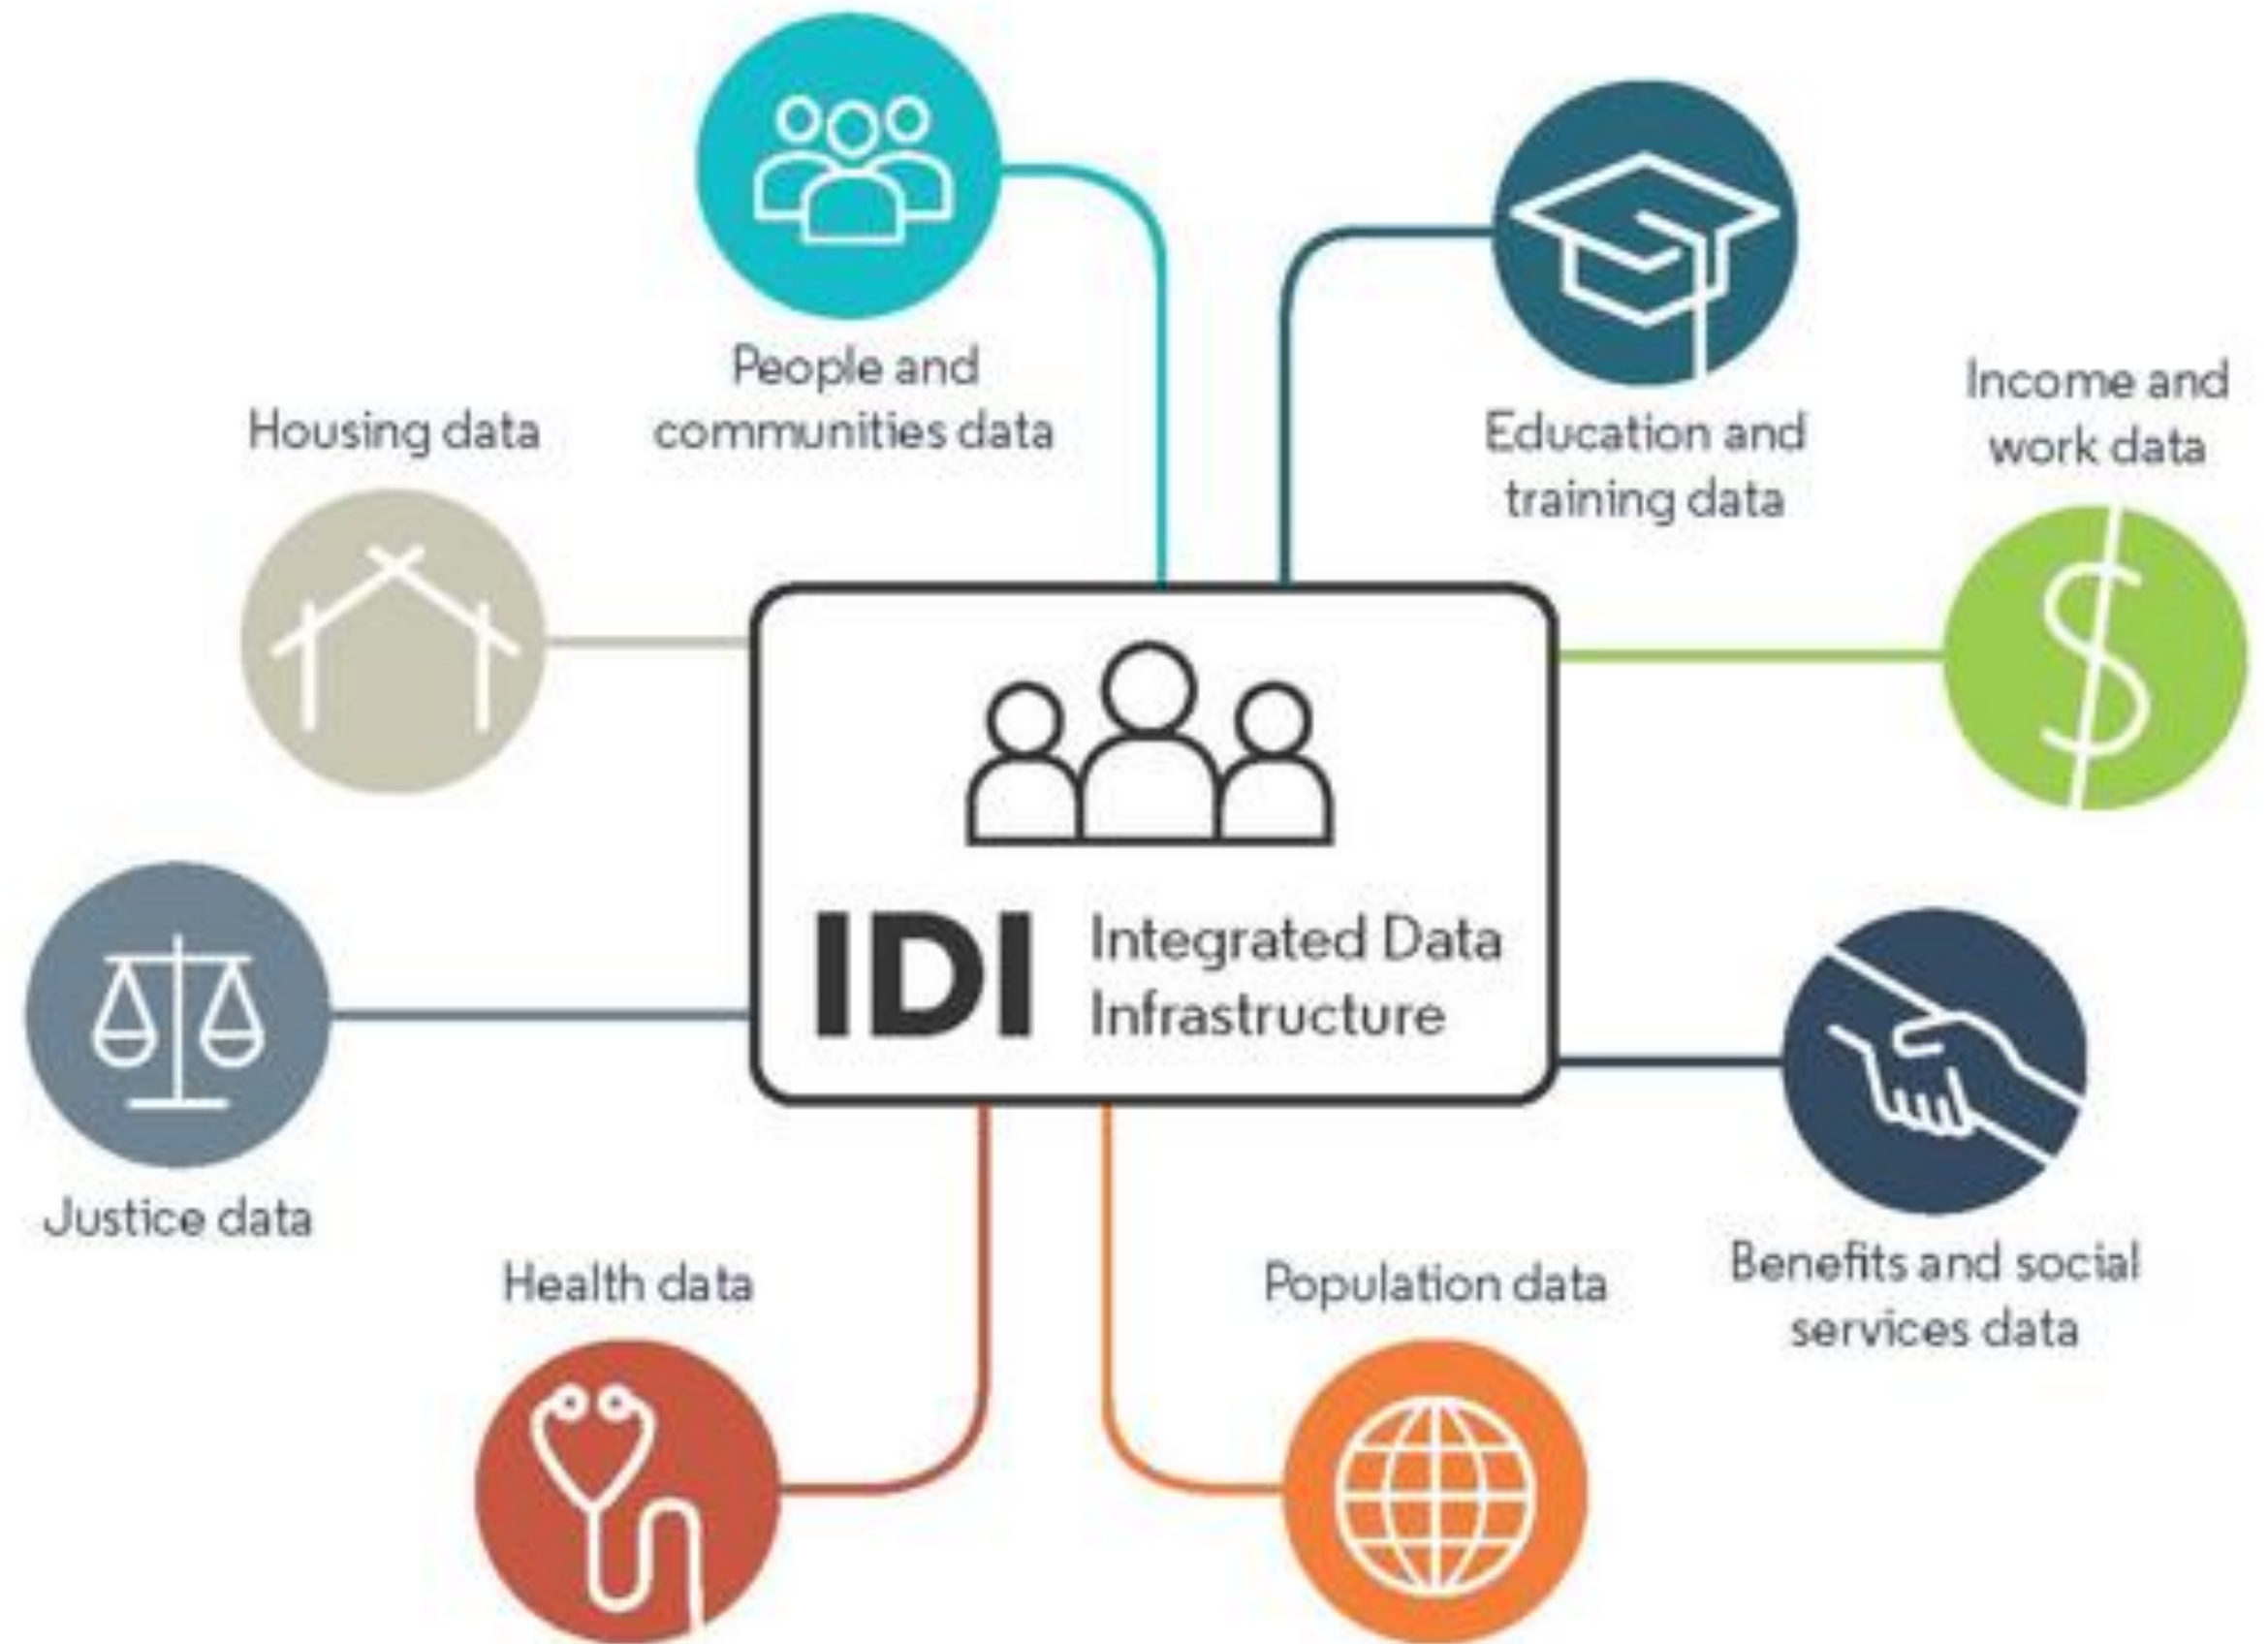 People and
communities data
Education and
training data
Income and
work data
Housing data
IDI
Integrated Data
Infrastructure
Justice data
Benefits and social
services data
Health data
Population data